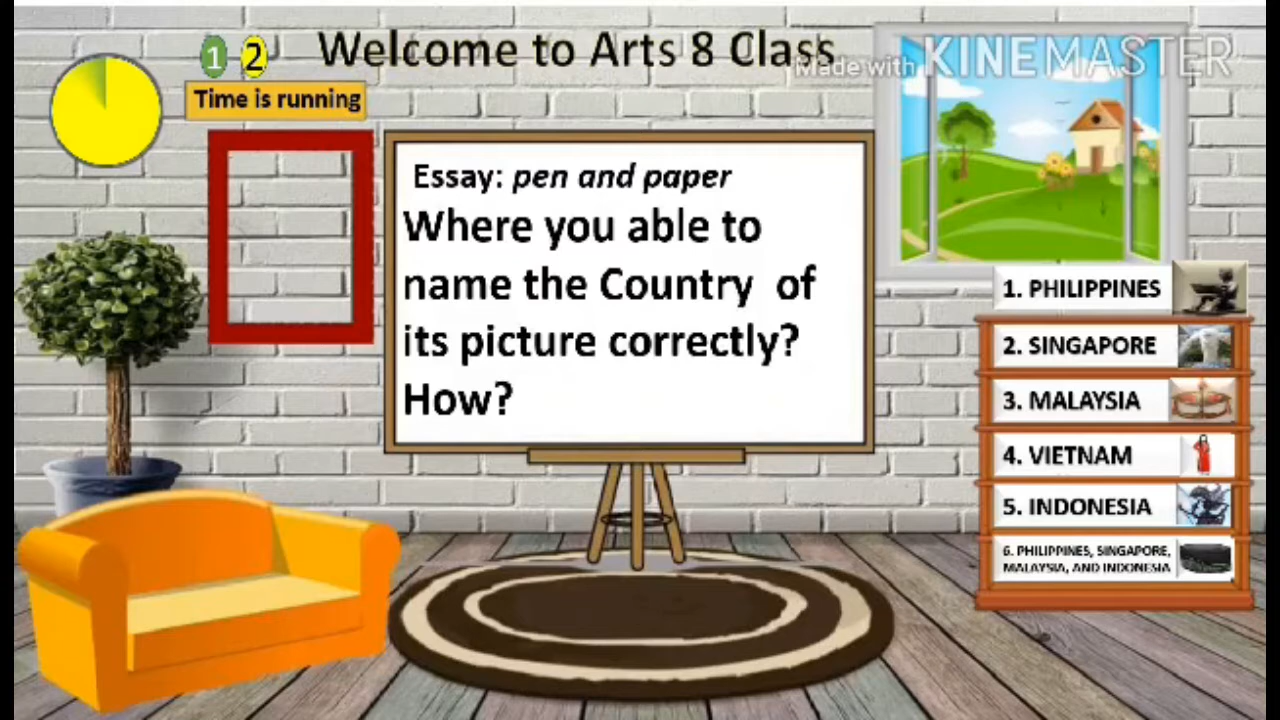 Welcome to Arts 8 Class
Made with KINEMASTER
1 2
Time is running
Essay: pen and paper
Where you able to
name the Country of
its picture correctly?
How?
1. PHILIPPINES
2. SINGAPORE
3. MALAYSIA
4. VIETNAM
5. INDONESIA
6. PHILIPPINES, SINGAPORE,
MALAYSIA, AND INDONESIA